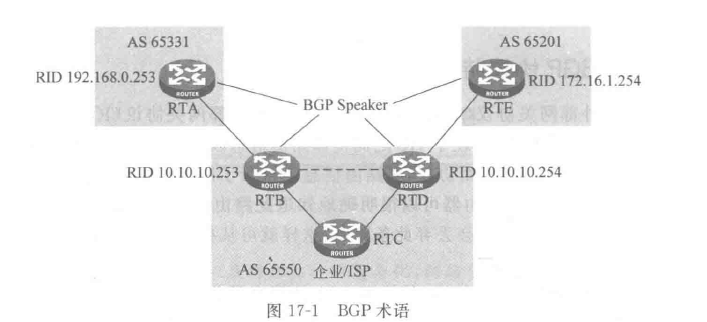 AS 65331
AS 65201
RID 192.168.0.253
ROUTER
RTA
BGP Speaker
ROUTER
RID 172.16.1.254
RTE
RID 10.10.10.253
ROUTER
RTB
ROUTER
RTD
RID 10.10.10.254
ROUTER
RTC
AS 65550 企业/ISP
图 17-1 BGP 术语